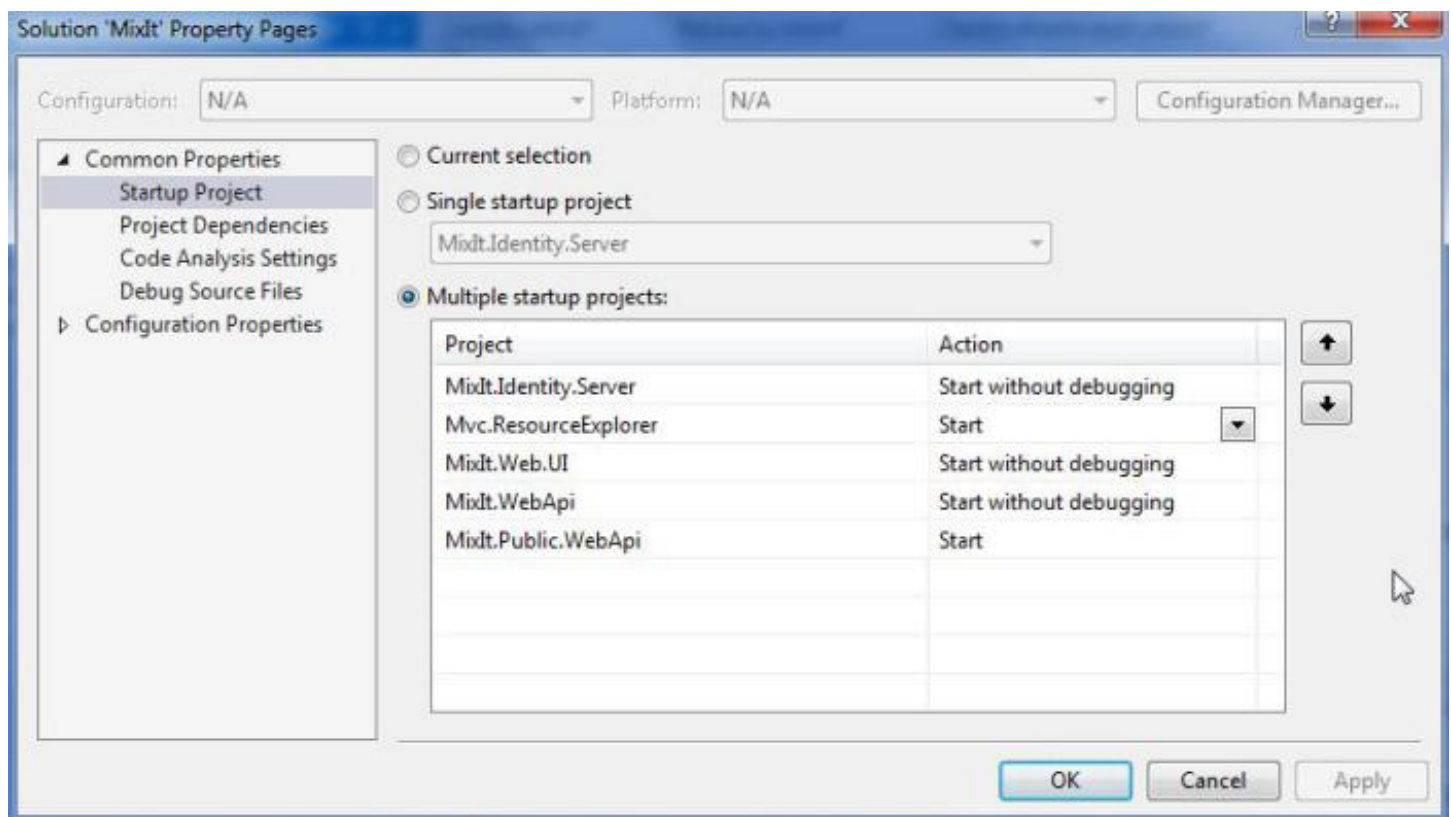 Solution 'MixIt' Property Pages
?
x
Configuration: N/A Platform: N/A Configuration Manager...
Common Properties
Startup Project
Project Dependencies
Code Analysis Settings
Debug Source Files
Configuration Properties
Current selection
Single startup project
MixIt.Identity.Server
Multiple startup projects:
Project Action
MixIt.Identity.Server Start without debugging
Mvc.ResourceExplorer Start
MixIt.Web.UI Start without debugging
MixIt.WebApi Start without debugging
MixIt.Public.WebApi Start
OK Cancel Apply